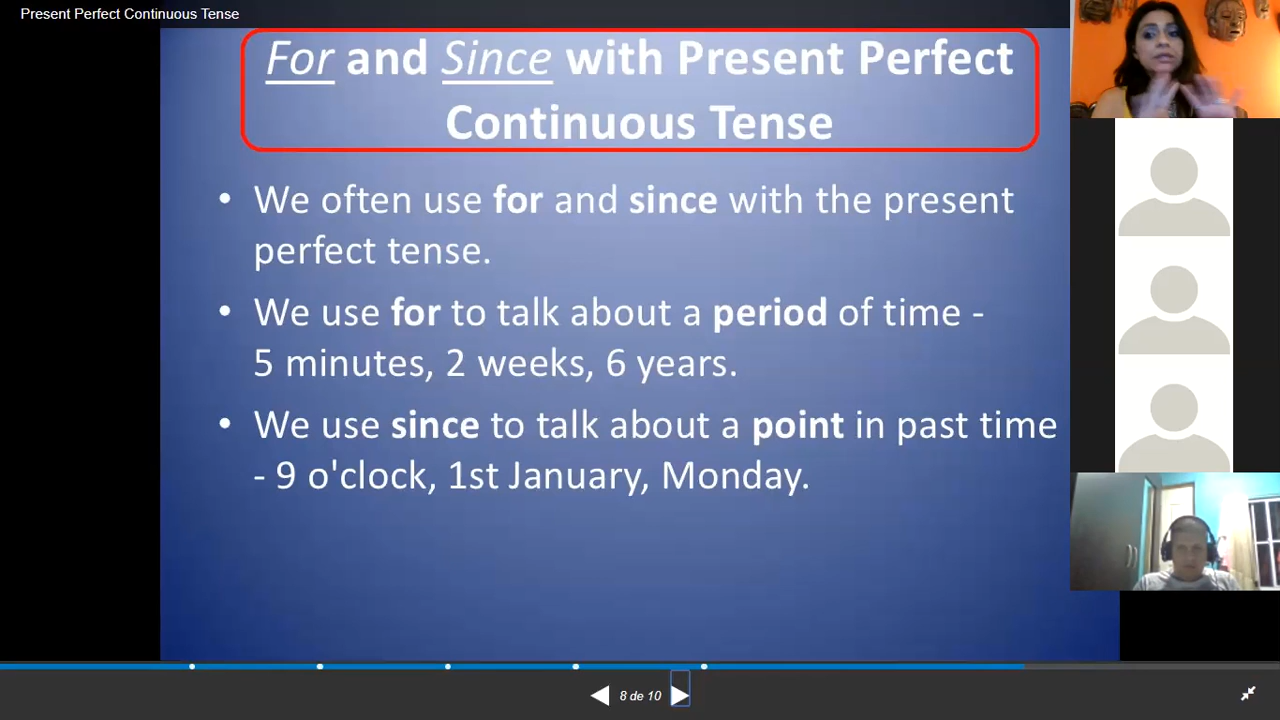 Present Perfect Continuous Tense
For and Since with Present Perfect
Continuous Tense
• We often use for and since with the present
perfect tense.
• We use for to talk about a period of time -
5 minutes, 2 weeks, 6 years.
• We use since to talk about a point in past time
- 9 o'clock, 1st January, Monday.
8 de 10